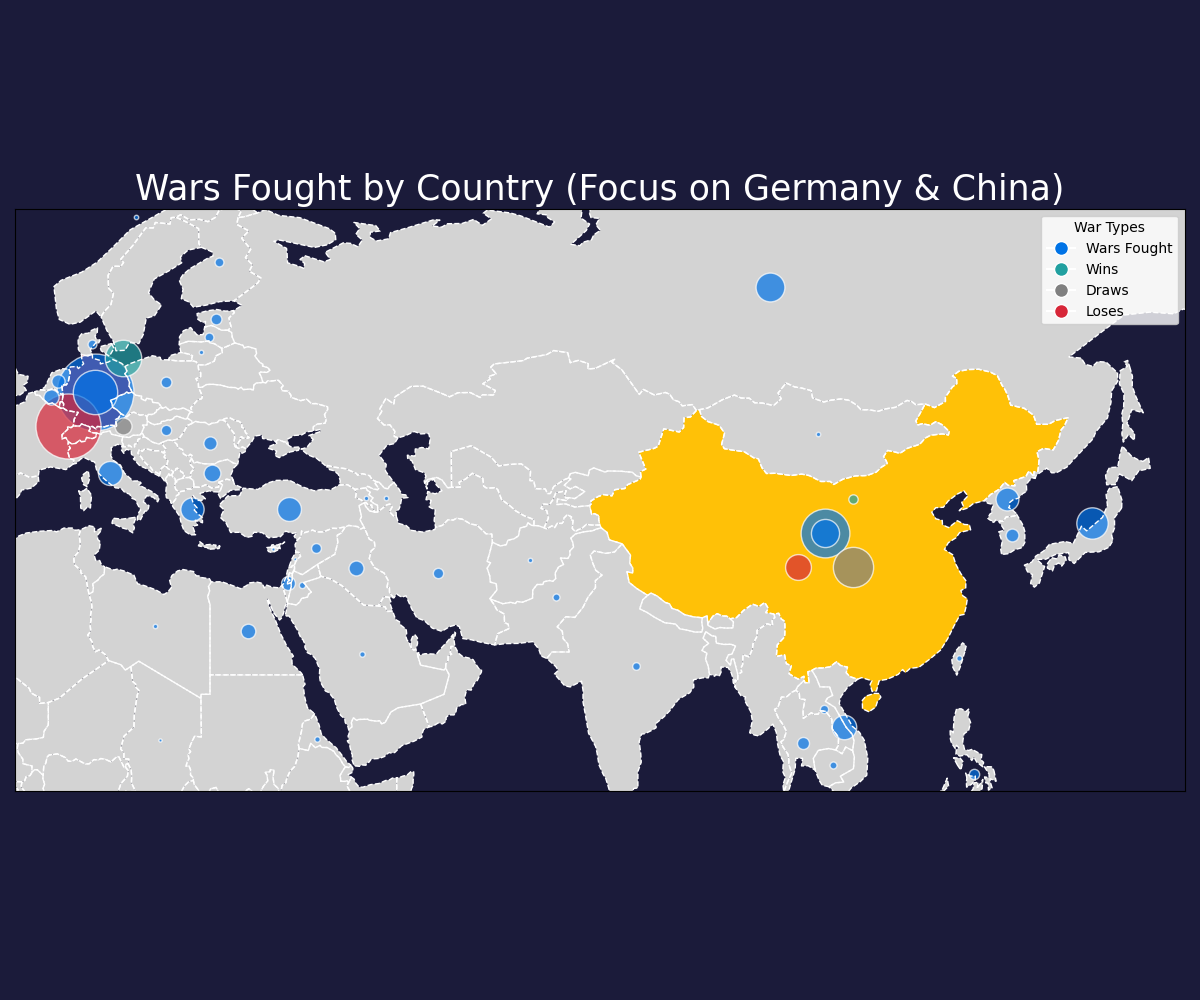 Wars Fought by Country (Focus on Germany & China)
War Types
Wars Fought
Wins
Draws
Loses